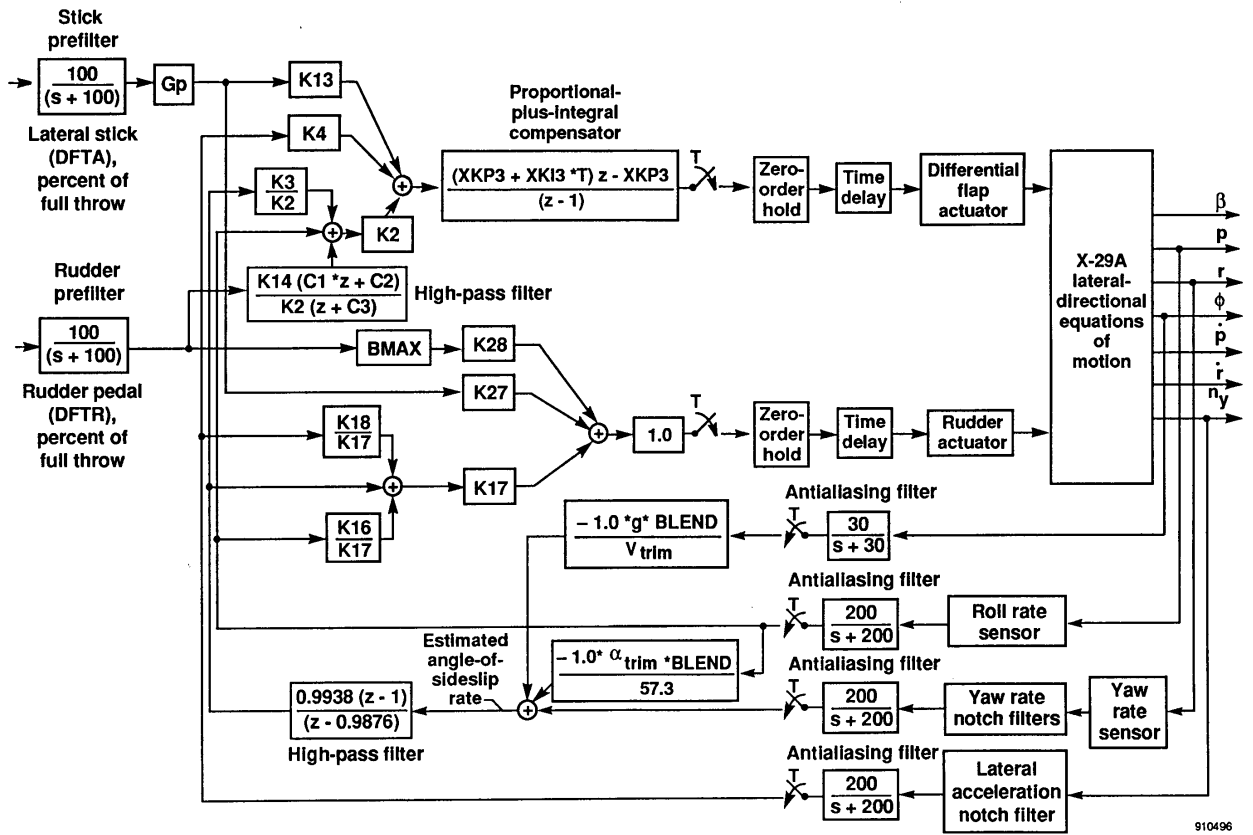 Stick
prefilter
100
(s + 100)
Gp
K13
Lateral stick
(DFTA),
percent of
full throw
K4
K3
K2
K2
Proportional-
plus-integral
compensator
(XKP3 + XKI3 *T) z - XKP3
(z - 1)
T
Zero-
order
hold
Time
delay
Differential
flap
actuator
X-29A
lateral-
directional
equations
of
motion
β
p
r
ϕ
ṗ
ṙ
ny
Rudder
prefilter
100
(s + 100)
Rudder pedal
(DFTR),
percent of
full throw
K14 (C1 *z + C2)
K2 (z + C3)
High-pass filter
BMAX
K28
K27
K18
K17
K17
K16
K17
1.0
T
Zero-
order
hold
Time
delay
Rudder
actuator
Antialiasing filter
– 1.0 *g* BLEND
V trim
T
30
s + 30
Antialiasing filter
T
200
s + 200
Roll rate
sensor
Estimated
angle-of-
sideslip
rate
– 1.0* α trim *BLEND
57.3
Antialiasing filter
T
200
s + 200
Yaw rate
notch filters
Yaw
rate
sensor
0.9938 (z - 1)
(z - 0.9876)
High-pass filter
Antialiasing filter
T
200
s + 200
Lateral
acceleration
notch filter
910496